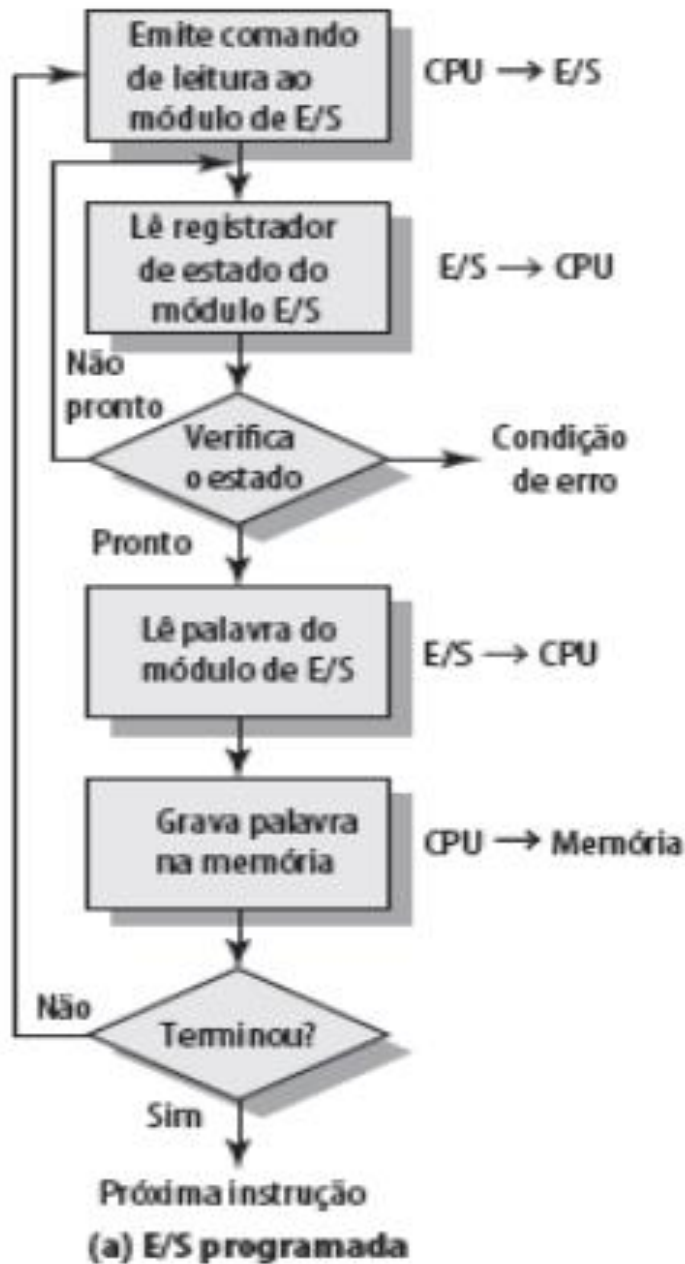 Emite comando
de leitura ao
módulo de E/S
CPU → E/S
Lê registrador
de estado do
módulo E/S
E/S → CPU
Não
pronto
Verifica
o estado
Condição
de erro
Pronto
Lê palavra do
módulo de E/S
E/S → CPU
Grava palavra
na memória
CPU → Memória
Não
Terminou?
Sim
Próxima instrução
(a) E/S programada